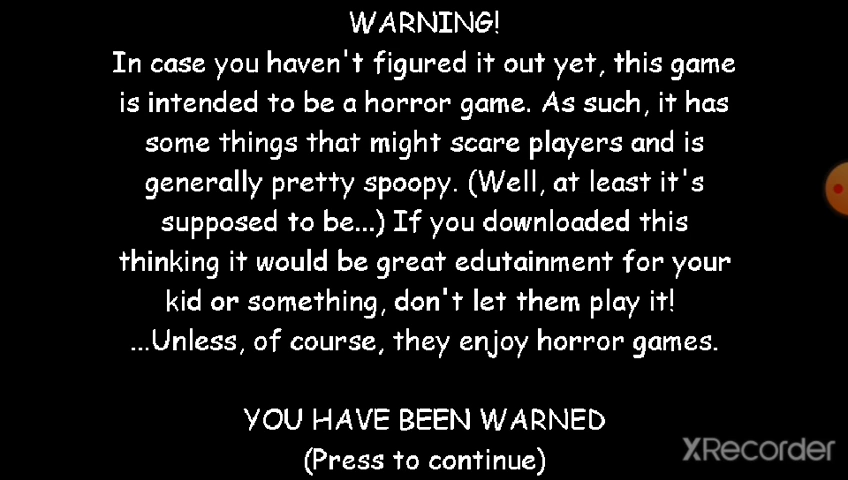 WARNING!
In case you haven't figured it out yet, this game
is intended to be a horror game. As such, it has
some things that might scare players and is
generally pretty spoopy. (Well, at least it's
supposed to be...) If you downloaded this
thinking it would be great edutainment for your
kid or something, don't let them play it!
...Unless, of course, they enjoy horror games.
YOU HAVE BEEN WARNED
(Press to continue)
XRecorder